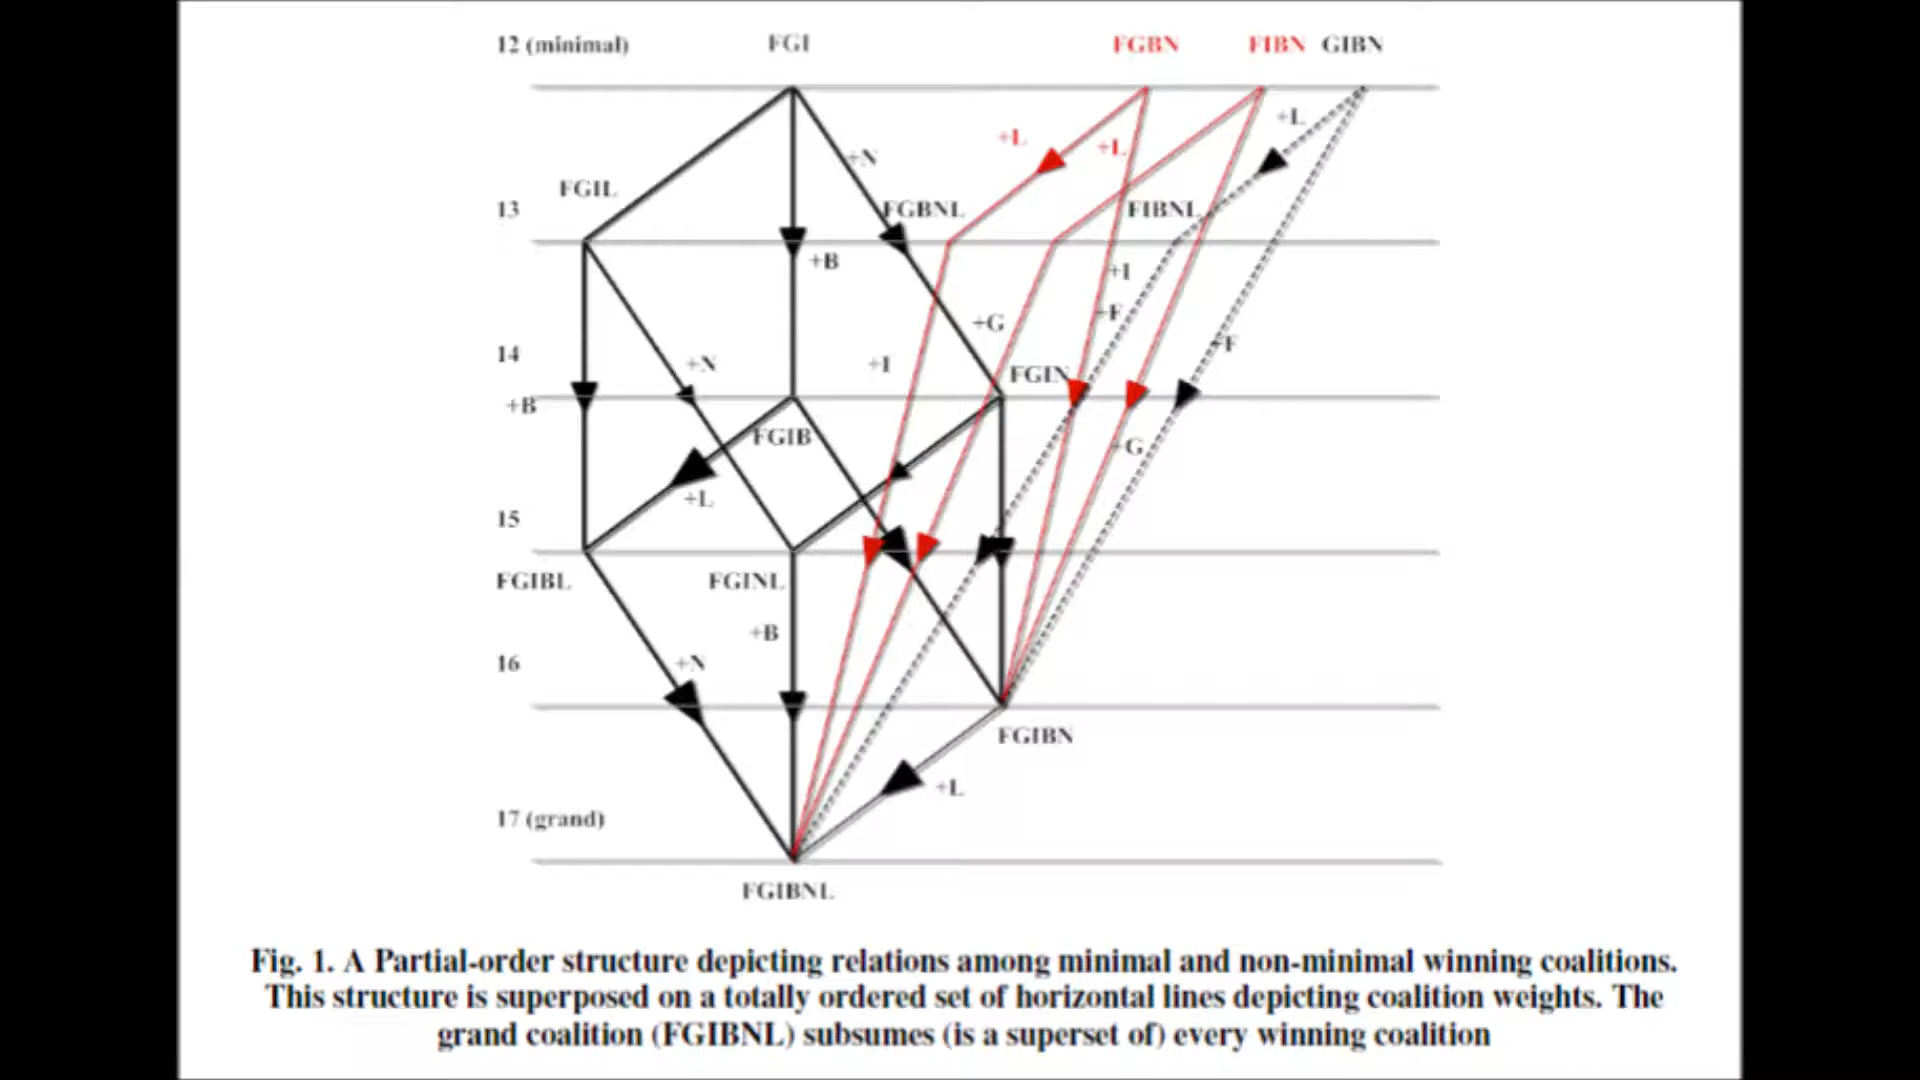 12 (minimal) FGI FGBN FIBN GIBN
+L
+L +L
+N
FGIL
13 FGBNL FIBNL
+B +I
+F
+G
+F
14 +N +I FGIN
+B
FGIB +G
+L
15
FGIBL FGINL
+B
16 +N
FGIBN
+L
17 (grand)
FGIBNL
Fig. 1. A Partial-order structure depicting relations among minimal and non-minimal winning coalitions.
This structure is superposed on a totally ordered set of horizontal lines depicting coalition weights. The
grand coalition (FGIBNL) subsumes (is a superset of) every winning coalition